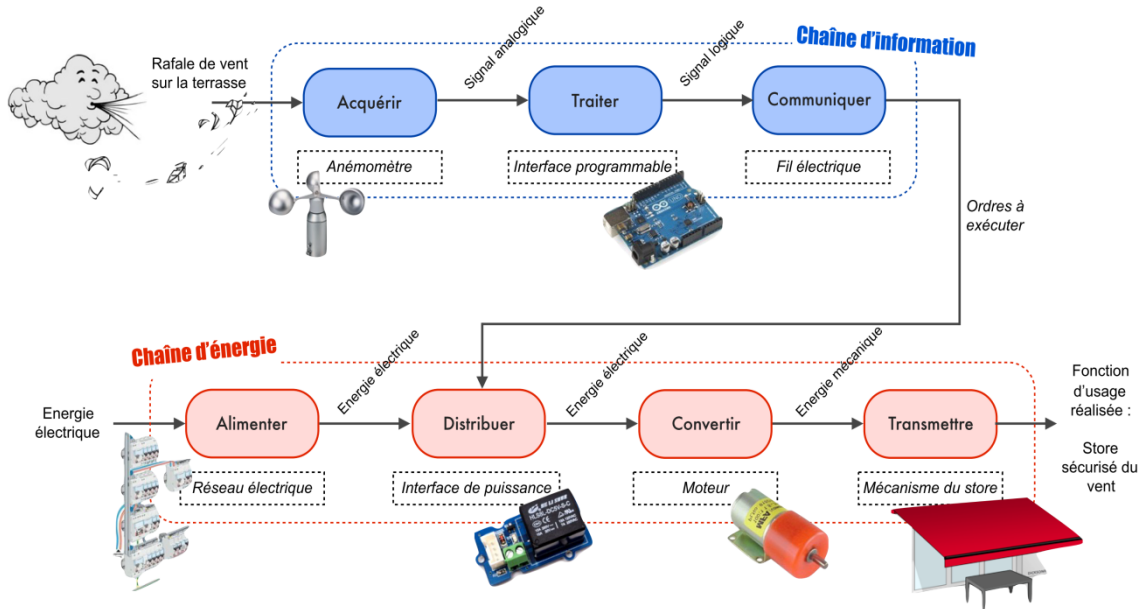 Chaîne d'information
Rafale de vent
sur la terrasse
Signal analogique
Signal logique
Acquérir
Traiter
Communiquer
Anémomètre
Interface programmable
Fil électrique
Ordres à
exécuter
Chaîne d'énergie
Energie
électrique
Energie électrique
Energie électrique
Energie mécanique
Alimenter
Distribuer
Convertir
Transmettre
Réseau électrique
Interface de puissance
Moteur
Mécanisme du store
Fonction
d'usage
réalisée :
Store
sécurisé du
vent